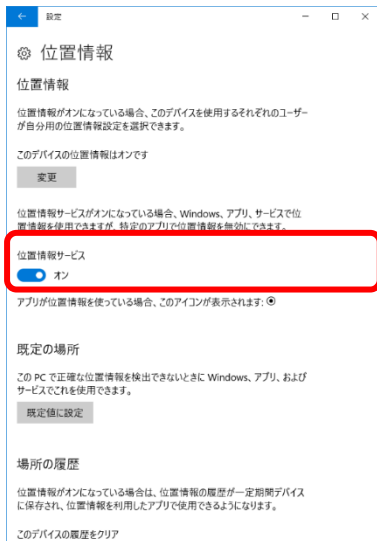 設定
位置情報
位置情報
位置情報がオンになっている場合、このデバイスを使用するそれぞれのユーザー
が自分用の位置情報設定を選択できます。
このデバイスの位置情報はオンです
変更
位置情報サービスがオンになっている場合、Windows、アプリ、サービスで位
置情報を使用できますが、特定のアプリで位置情報を無効にできます。
位置情報サービス
オン
アプリが位置情報を使っている場合、このアイコンが表示されます:
既定の場所
この PC で正確な位置情報を検出できないときに Windows、アプリ、および
サービスでこれを使用できます。
既定値に設定
場所の履歴
位置情報がオンになっている場合は、位置情報の履歴が一定期間デバイス
に保存され、位置情報を利用したアプリで使用できるようになります。
このデバイスの履歴をクリア